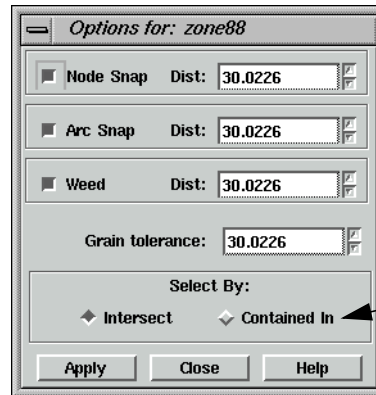 Options for: zone88
Node Snap Dist: 30.0226
Arc Snap Dist: 30.0226
Weed Dist: 30.0226
Grain tolerance: 30.0226
Select By:
Intersect Contained In
Apply Close Help